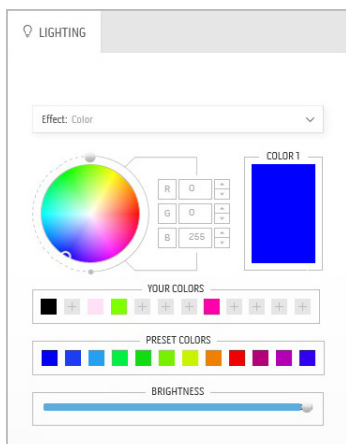 LIGHTING
Effect: Color
COLOR 1
R 0
G 0
B 255
YOUR COLORS
PRESET COLORS
BRIGHTNESS